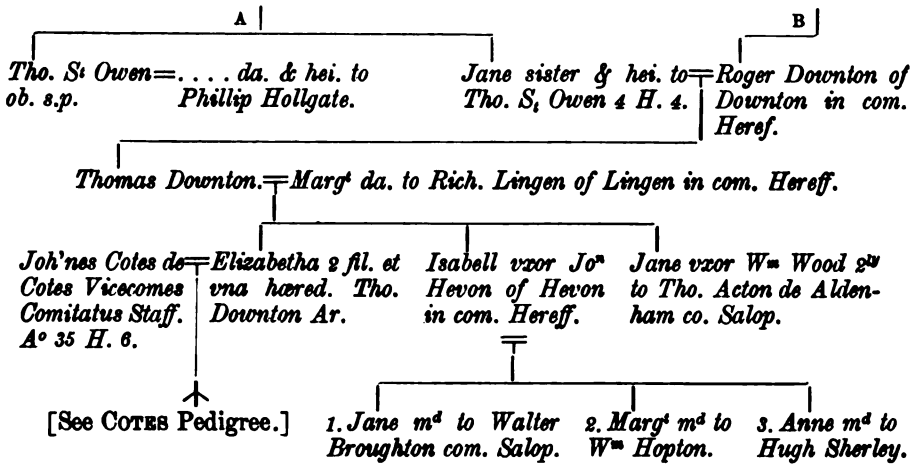 A B
Tho. St Owen=. . . . da. & hei. to Jane sister & hei. to Roger Downton of
ob. s.p. Phillip Hollgate. Tho. St Owen 4 H. 4. Downton in com.
Heref.
Thomas Downton. Margt da. to Rich. Lingen of Lingen in com. Hereff.
Joh'nes Cotes de Elizabetha 2 fil. et Isabell vxor Jon Jane vxor Wm Wood 2ly
Cotes Vicecomes vna hæred. Tho. Hevon of Hevon to Tho. Acton de Alden-
Comitatus Staff. Downton Ar. in com. Hereff. ham co. Salop.
Ao 35 H. 6.
[See COTES Pedigree.] 1. Jane md to Walter 2. Margt md to 3. Anne md to
Broughton com. Salop. Wm Hopton. Hugh Sherley.